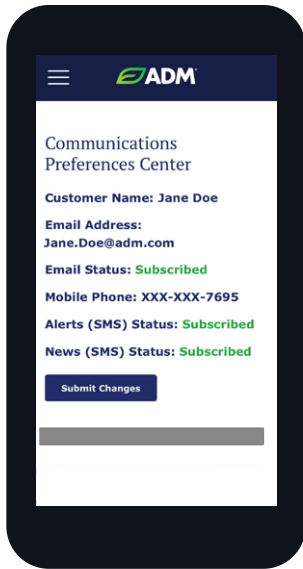 ADM
Communications
Preferences Center
Customer Name: Jane Doe
Email Address:
Jane.Doe@adm.com
Email Status: Subscribed
Mobile Phone: XXX-XXX-7695
Alerts (SMS) Status: Subscribed
News (SMS) Status: Subscribed
Submit Changes